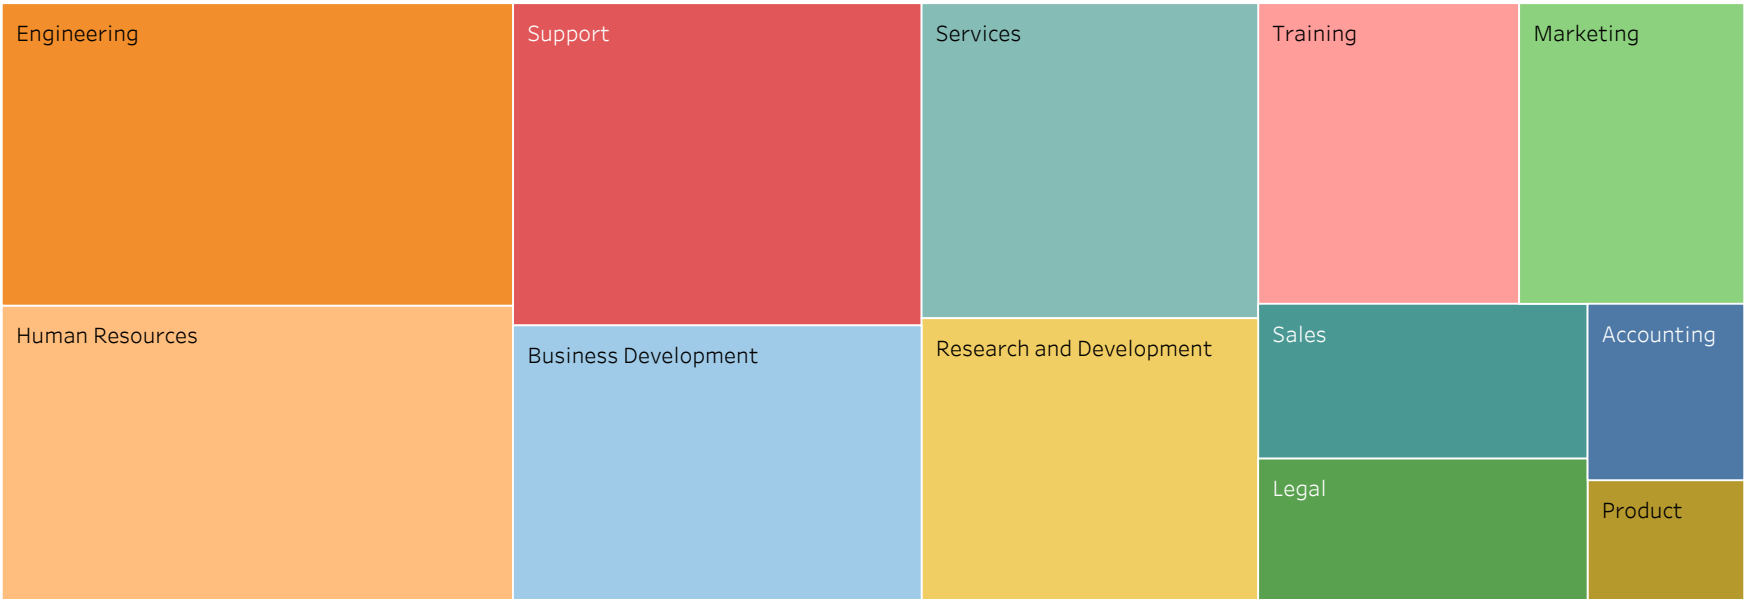 Engineering
Support
Services
Training
Marketing
Human Resources
Business Development
Research and Development
Sales
Accounting
Legal
Product